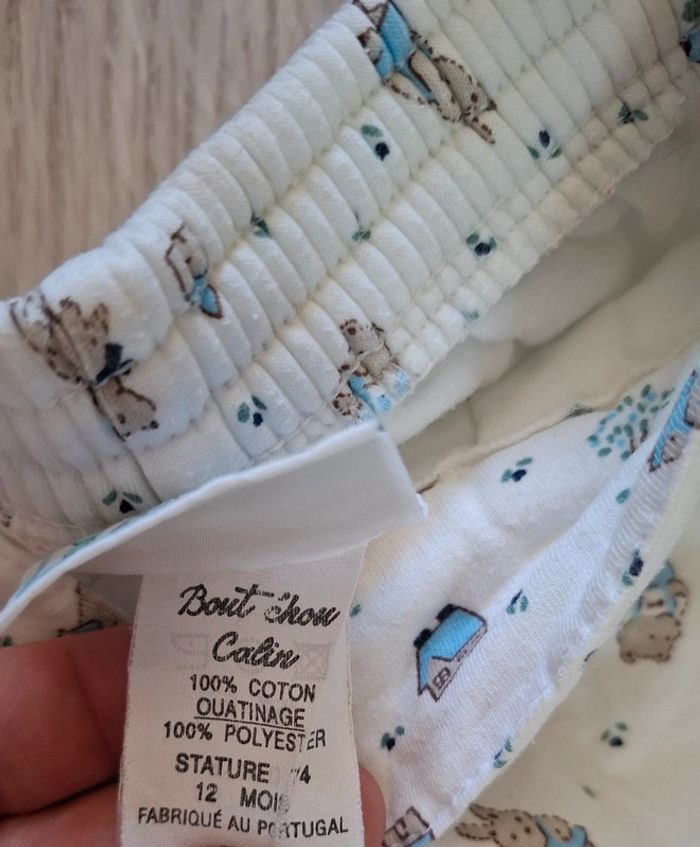 Bout'chou
Calin
100% COTON
OUATINAGE
100% POLYESTER
STATURE 74
12 MOIS
FABRIQUÉ AU PORTUGAL